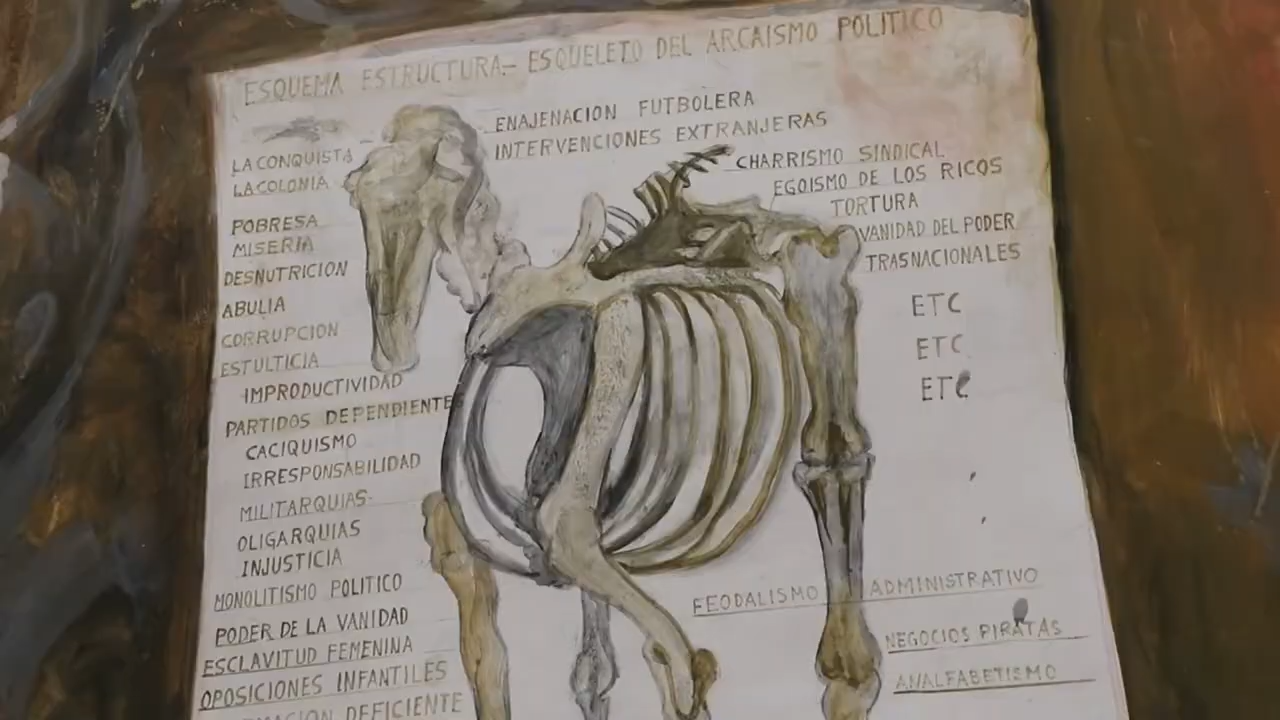 ESQUEMA ESTRUCTURA.- ESQUELETO DEL ARCAISMO POLITICO
ENAJENACION FUTBOLERA
INTERVENCIONES EXTRANJERAS
CHARRISMO SINDICAL
EGOISMO DE LOS RICOS
TORTURA
VANIDAD DEL PODER
TRASNACIONALES
ETC
ETC
ETC
LA CONQUISTA
LA COLONIA
POBRESA
MISERIA
DESNUTRICION
ABULIA
CORRUPCION
ESTULTICIA
IMPRODUCTIVIDAD
PARTIDOS DEPENDIENTE
CACIQUISMO
IRRESPONSABILIDAD
MILITARQUIAS-
OLIGARQUIAS
INJUSTICIA
MONOLITISMO POLITICO
PODER DE LA VANIDAD
ESCLAVITUD FEMENINA
OPOSICIONES INFANTILES
DEFICIENTE
FEODALISMO ADMINISTRATIVO
NEGOCIOS PIRATAS
ANALFABETISMO